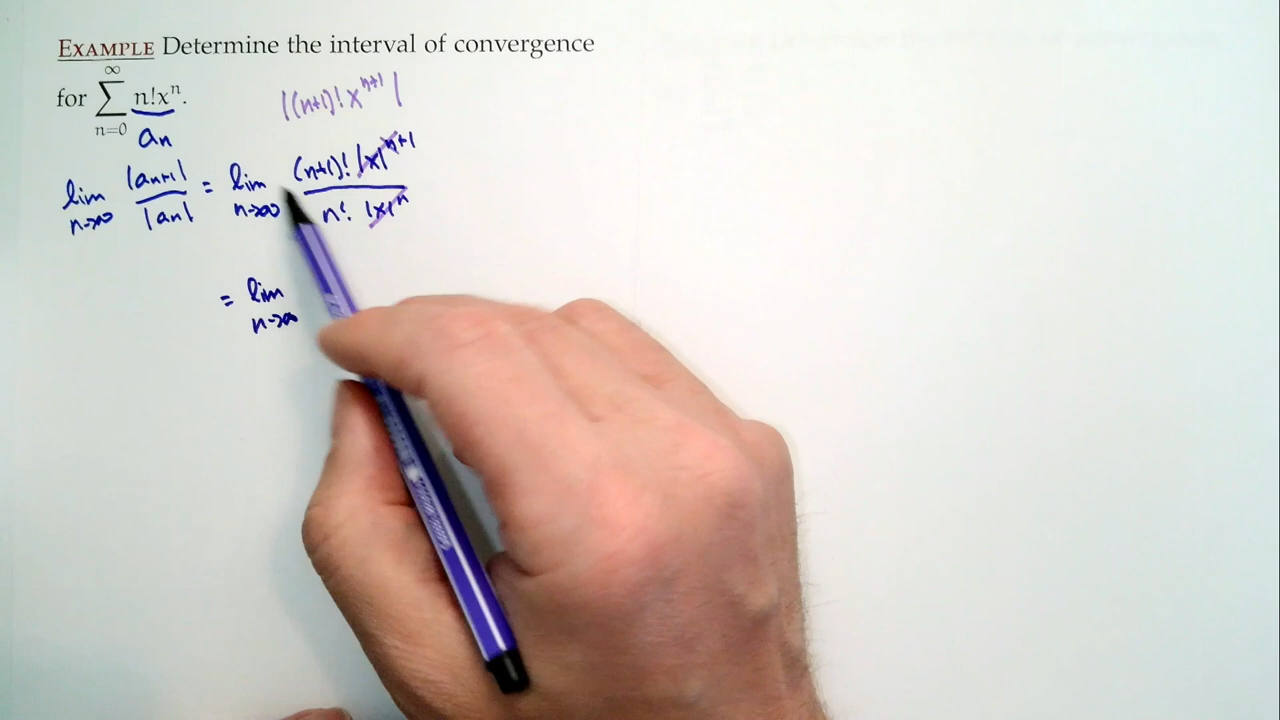 EXAMPLE Determine the interval of convergence
for ∑_{n=0}^{∞} n!xⁿ.
aₙ
|(n+1)! xⁿ⁺¹|
lim_{n→∞} |aₙ₊₁| / |aₙ| = lim_{n→∞} (n+1)! |x|ⁿ⁺¹ / n! |x|ⁿ
= lim_{n→∞}